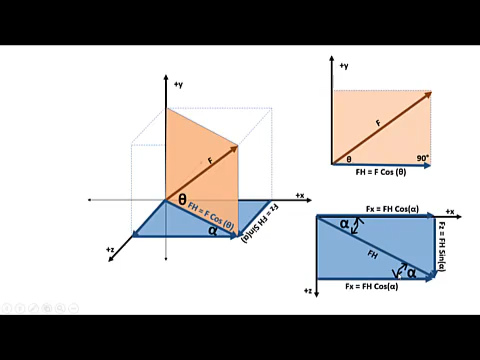 +y
F
θ
FH = F Cos (θ)
α
Fz = FH Sin(α)
+x
+z
+y
F
θ
90°
FH = F Cos (θ)
Fx = FH Cos(α)
+x
α
FH
α
Fz = FH Sin(α)
Fx = FH Cos(α)
+z